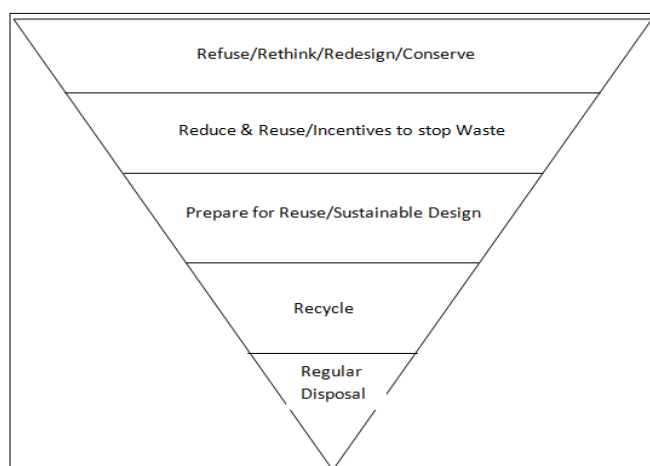 Refuse/Rethink/Redesign/Conserve
Reduce & Reuse/Incentives to stop Waste
Prepare for Reuse/Sustainable Design
Recycle
Regular
Disposal